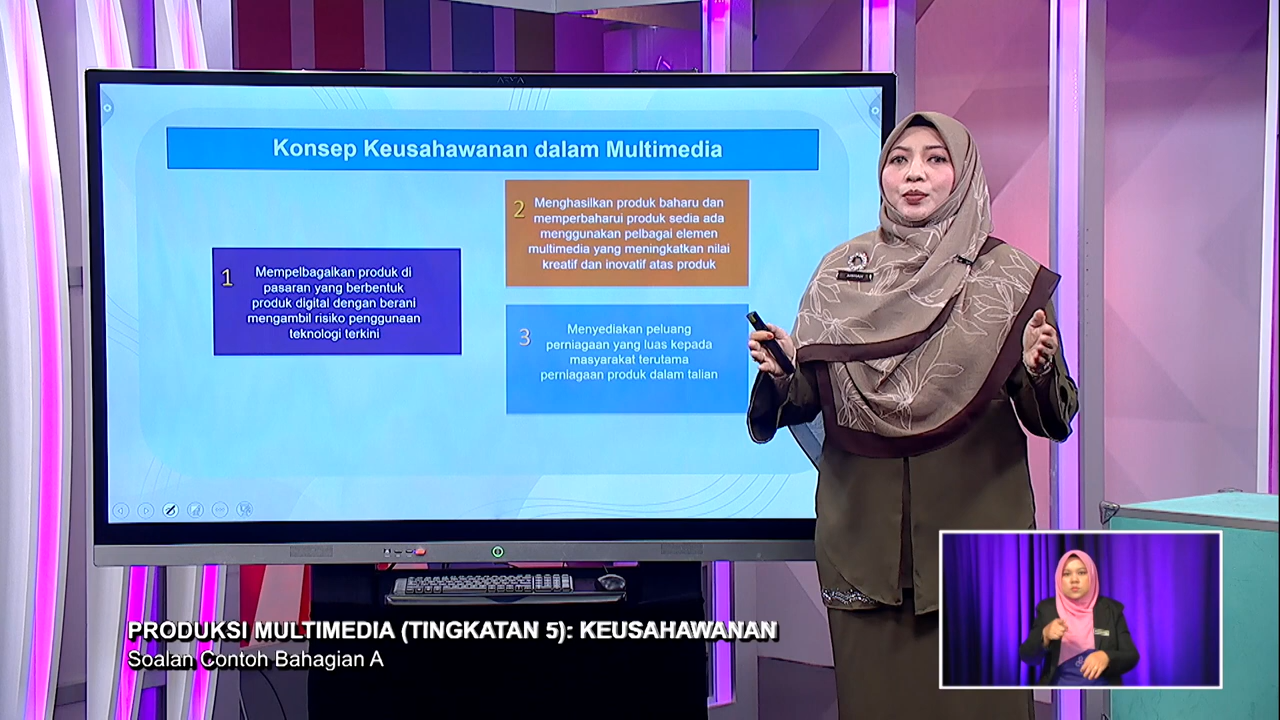 Konsep Keusahawanan dalam Multimedia
1
Mempelbagaikan produk di
pasaran yang berbentuk
produk digital dengan berani
mengambil risiko penggunaan
teknologi terkini
2
Menghasilkan produk baharu dan
memperbaharui produk sedia ada
menggunakan pelbagai elemen
multimedia yang meningkatkan nilai
kreatif dan inovatif atas produk
3
Menyediakan peluang
perniagaan yang luas kepada
masyarakat terutama
perniagaan produk dalam talian
PRODUKSI MULTIMEDIA (TINGKATAN 5): KEUSAHAWANAN
Soalan Contoh Bahagian A